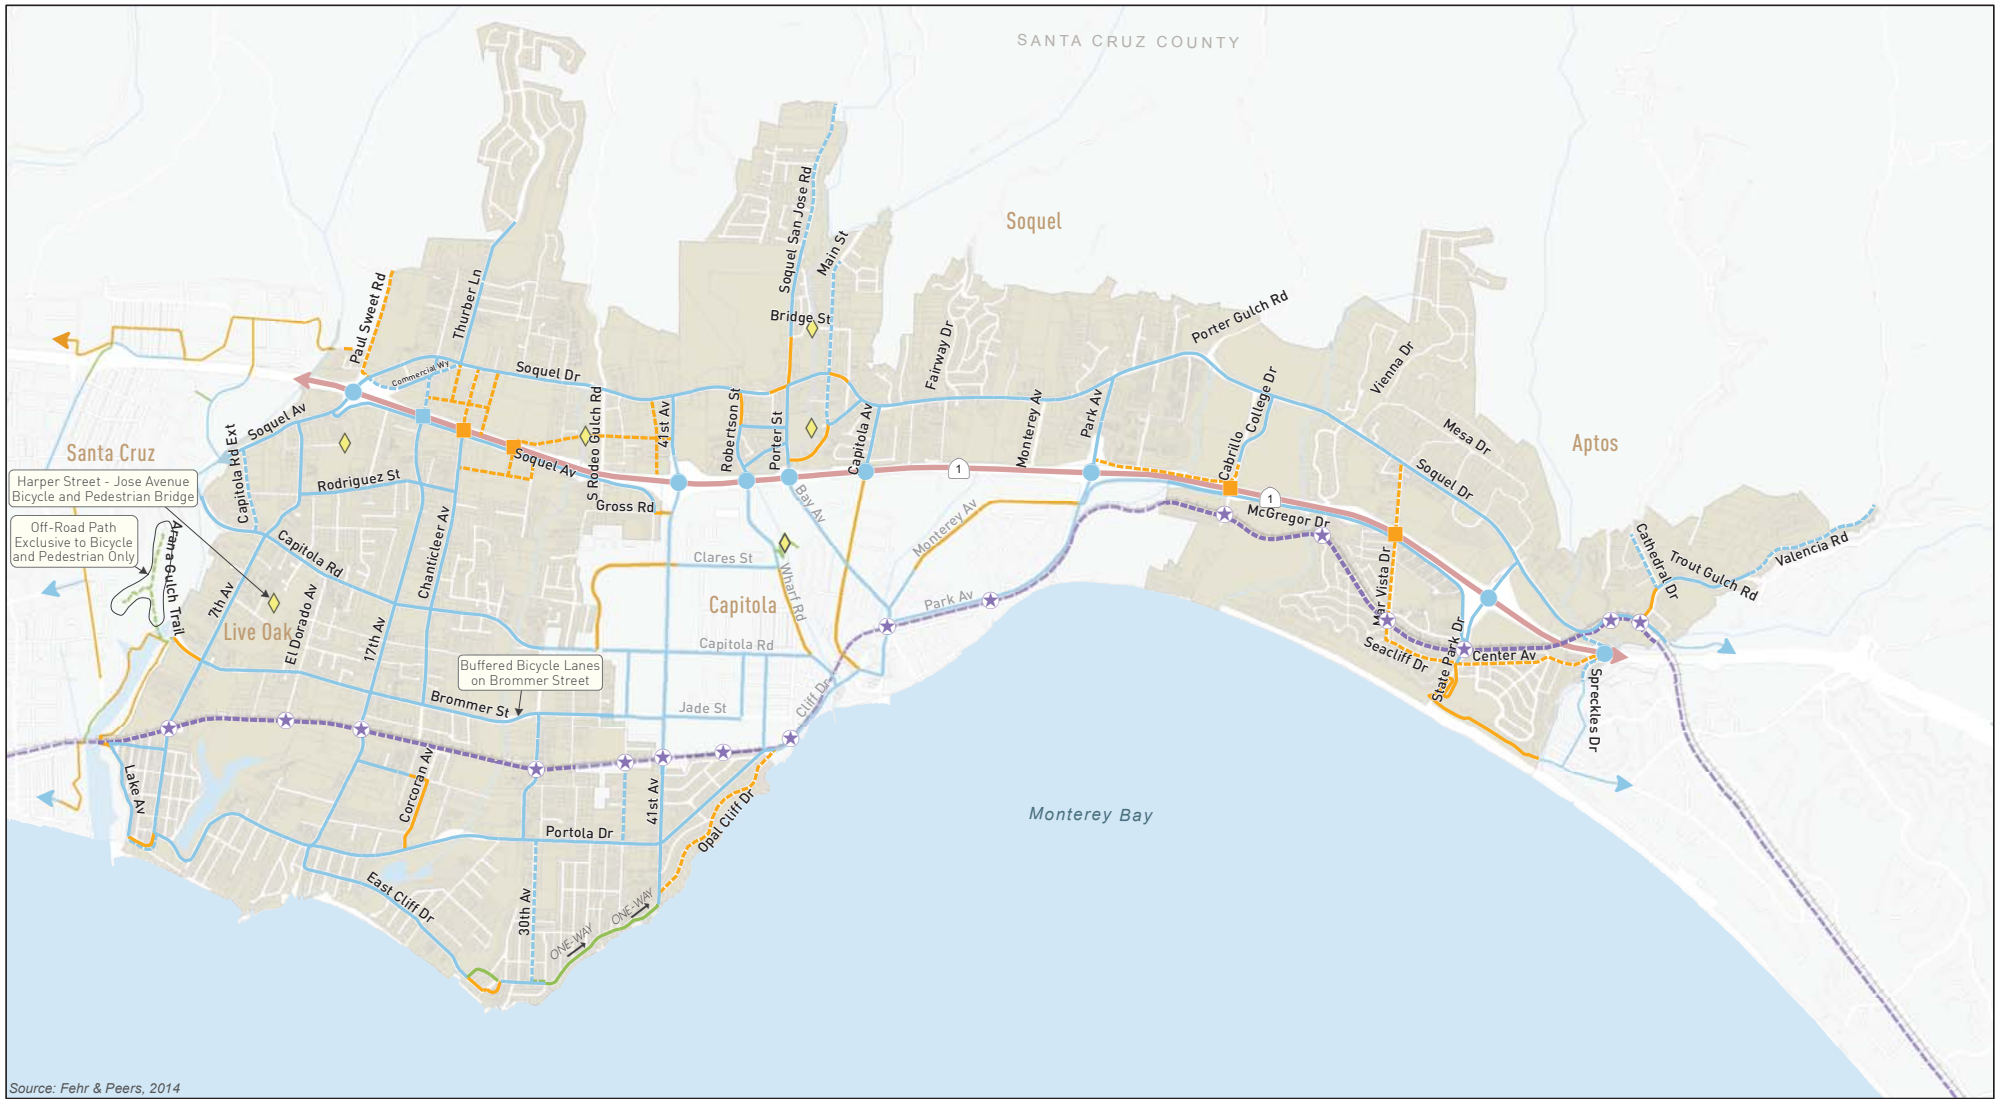 SANTA CRUZ COUNTY
Soquel
Soquel San Jose Rd
Main St
Bridge St
Paul Sweet Rd
Thurber Ln
Commercial Wy
Soquel Dr
Porter Gulch Rd
Fairway Dr
Vienna Dr
Mesa Dr
Aptos
Soquel Av
Santa Cruz
Capitola Rd Ext
S Rodeo Gulch Rd
41st Av
Robertson St
Porter St
Capitola Av
Monterey Av
Park Av
Cabrillo
College Dr
Soquel Dr
1
1
Harper Street - Jose Avenue
Bicycle and Pedestrian Bridge
Off-Road Path
Exclusive to Bicycle
and Pedestrian Only
Arana Gulch Trail
Rodriguez St
Soquel Av
Gross Rd
Bay Av
Monterey Av
McGregor Dr
Capitola Rd
Chanticleer Av
Clares St
Wharf Rd
Capitola
Park Av
Mar Vista Dr
Cathedral Dr
Trout Gulch Rd
Valencia Rd
7th Av
Live Oak
El Dorado Av
17th Av
Capitola Rd
Seacliff Dr
State Park Dr
Center Av
Spreckles Dr
Buffered Bicycle Lanes
on Brommer Street
Brommer St
Jade St
Cliff Dr
Lake Av
Corcoran Av
41st Av
Portola Dr
Opal Cliff Dr
Monterey Bay
East Cliff Dr
30th Av
ONE-WAY
ONE-WAY
Source: Fehr & Peers, 2014